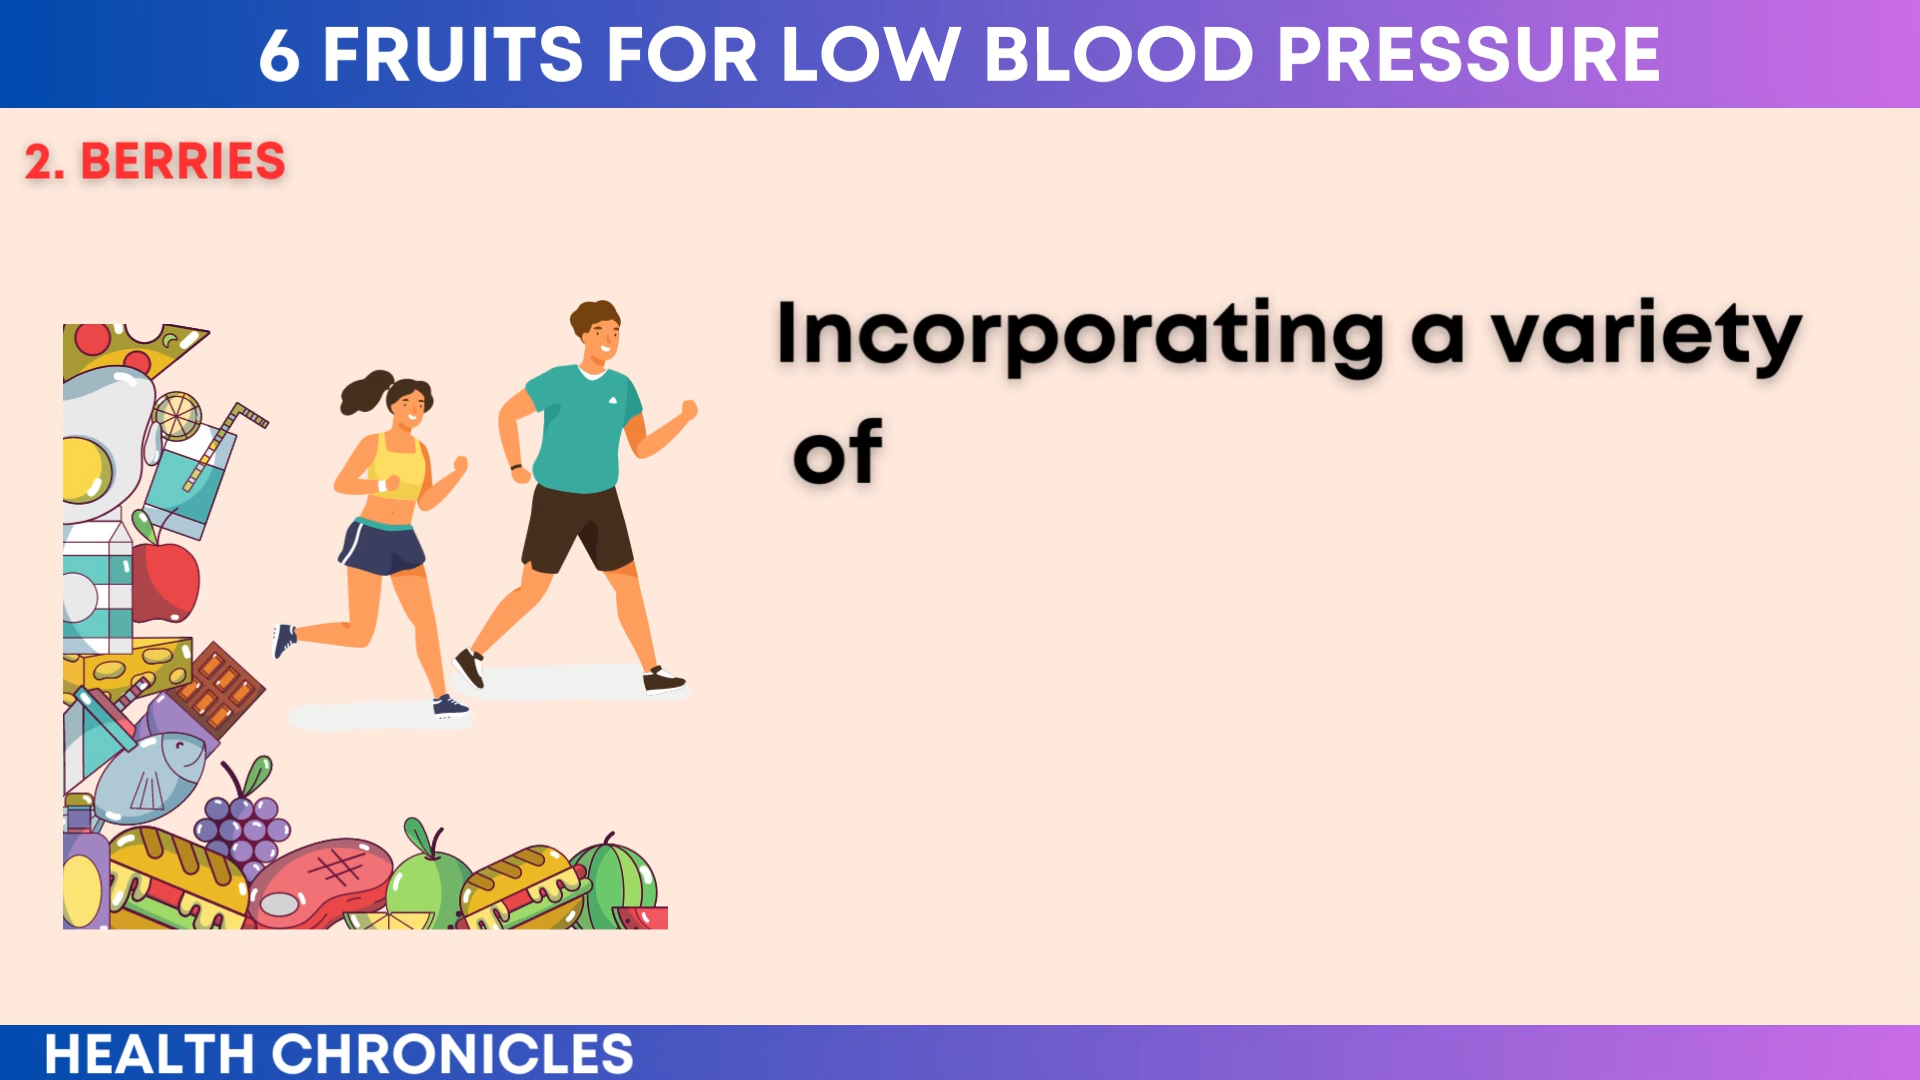 6 FRUITS FOR LOW BLOOD PRESSURE
2. BERRIES
Incorporating a variety
of
HEALTH CHRONICLES